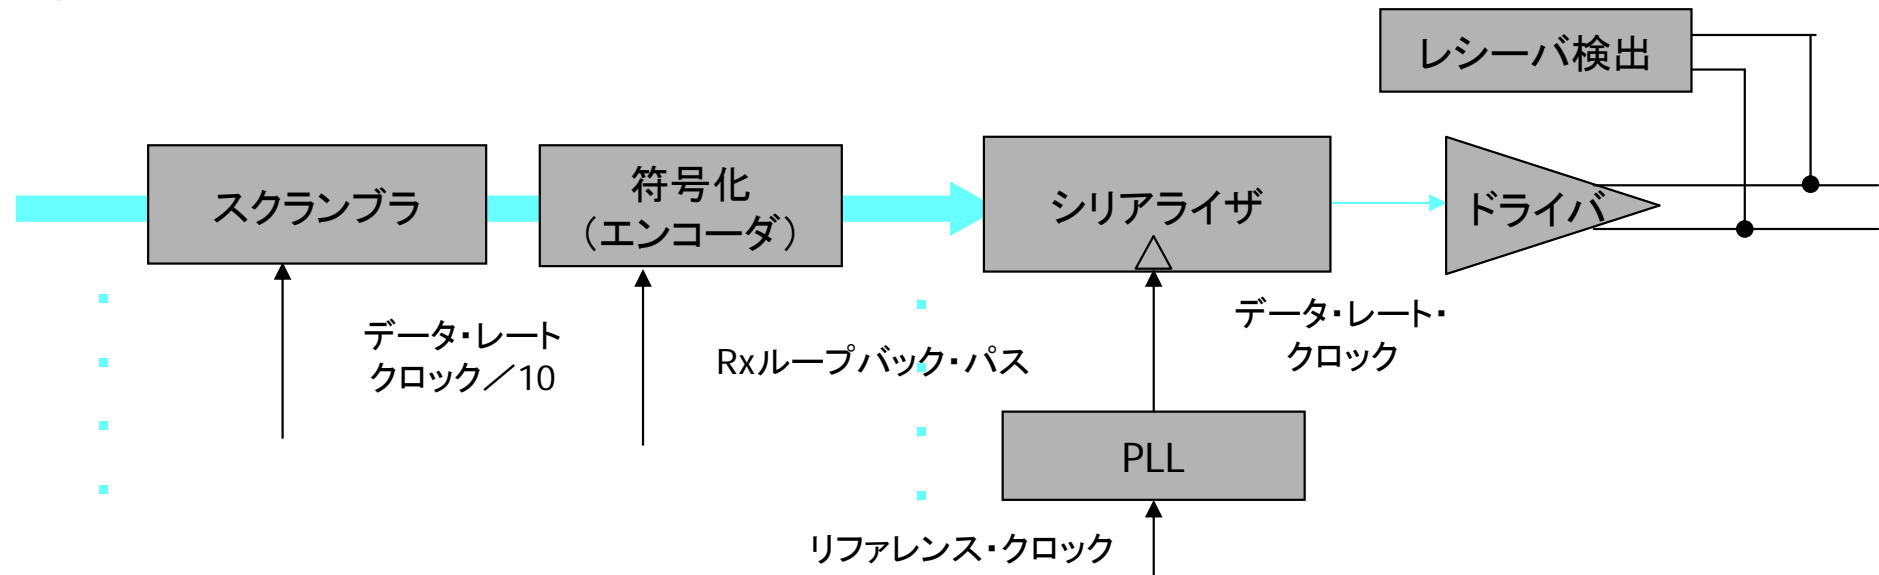 レシーバ検出
スクランブラ
符号化
(エンコーダ)
シリアライザ
ドライバ
データ・レート
クロック／10
Rxループバック・パス
データ・レート・
クロック
PLL
リファレンス・クロック